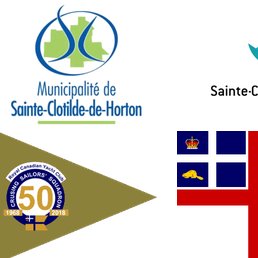 Municipalité de
Sainte-Clotilde-de-Horton
Sainte-C
Royal Canadian Yacht Club
CRUISING SAILORS' SQUADRON
50
1968 2018